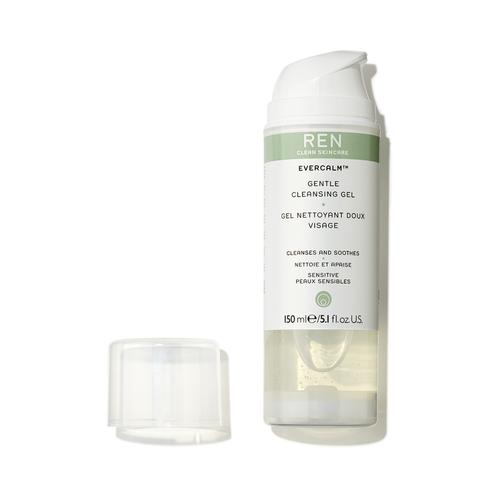 REN
CLEAN SKINCARE
EVERCALM™
GENTLE
CLEANSING GEL
+
GEL NETTOYANT DOUX
VISAGE
CLEANSES AND SOOTHES
+
NETTOIE ET APAISE
SENSITIVE
PEAUX SENSIBLES
150 ml ℮/5.1 fl.oz.U.S.